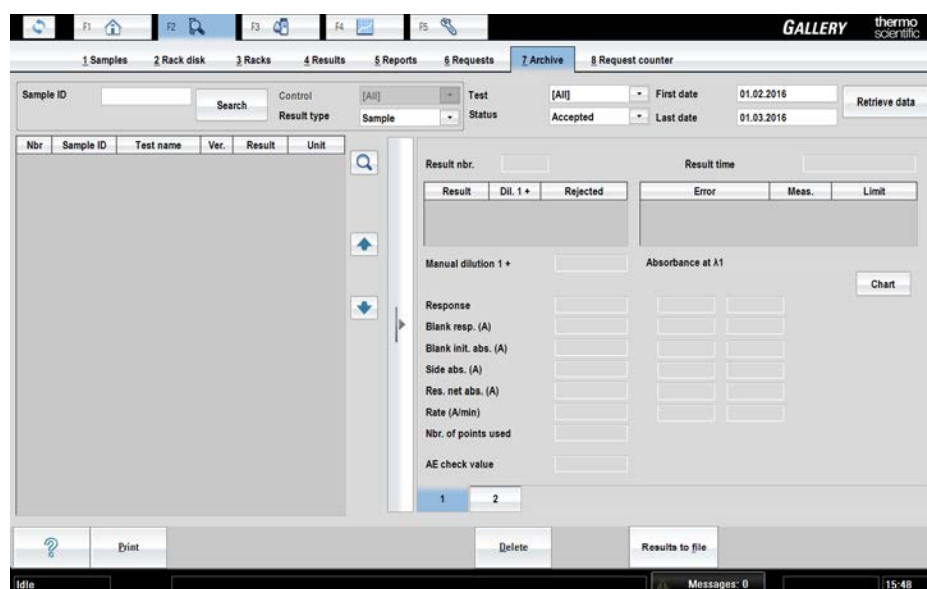 F1 F2 F3 F4 F5 GALLERY thermo scientific
1 Samples 2 Rack disk 3 Racks 4 Results 5 Reports 6 Requests 7 Archive 8 Request counter
Sample ID Search Control [All] Test [All] First date 01.02.2016 Retrieve data
Result type Sample Status Accepted Last date 01.03.2016
Nbr Sample ID Test name Ver. Result Unit
Result nbr. Result time
Result Dil. 1 + Rejected Error Meas. Limit
Manual dilution 1 + Absorbance at λ1
Chart
Response
Blank resp. (A)
Blank init. abs. (A)
Side abs. (A)
Res. net abs. (A)
Rate (A/min)
Nbr. of points used
AE check value
1 2
? Print Delete Results to file
Idle Messages: 0 15:48